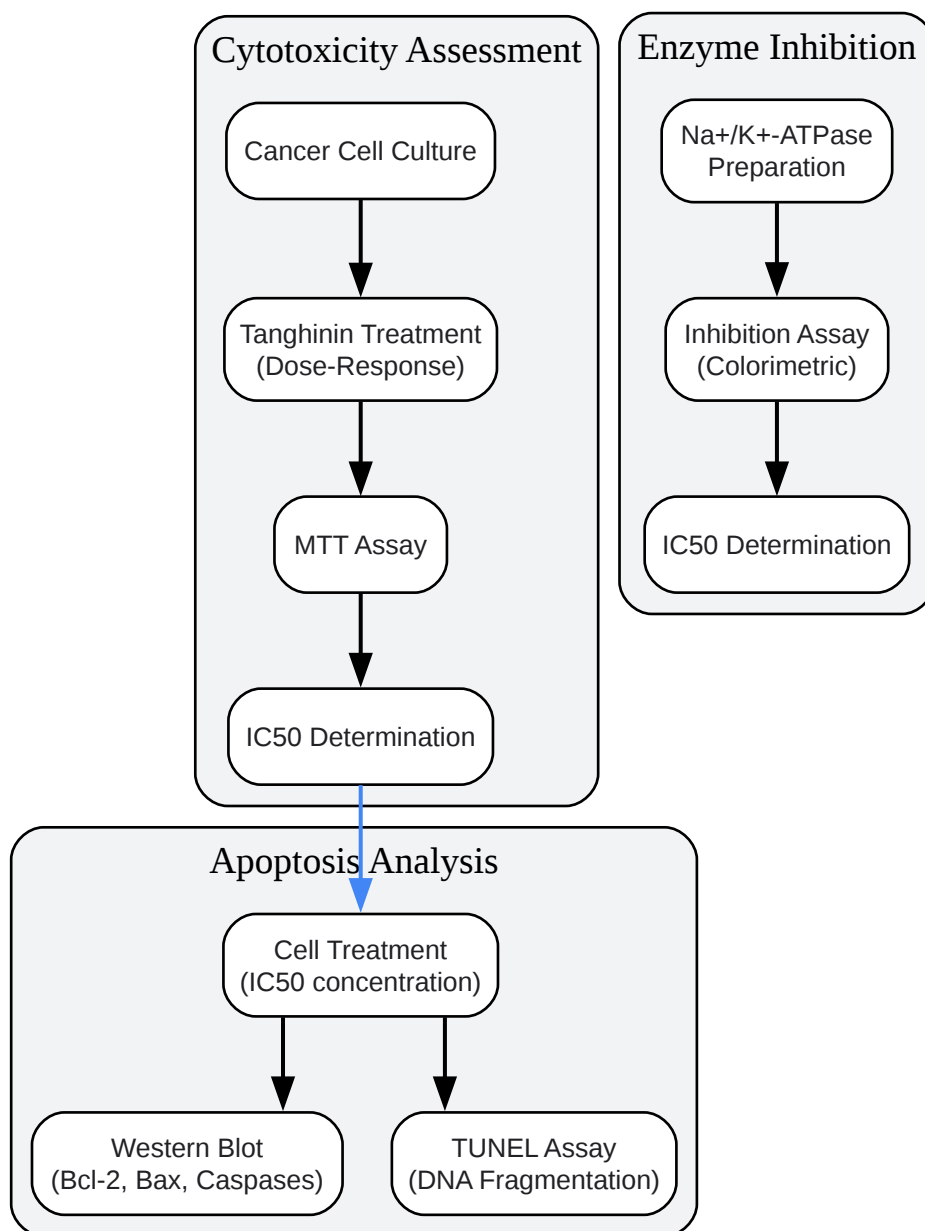 Cytotoxicity Assessment
Cancer Cell Culture
Tanghinin Treatment
(Dose-Response)
MTT Assay
IC50 Determination
Enzyme Inhibition
Na+/K+-ATPase
Preparation
Inhibition Assay
(Colorimetric)
IC50 Determination
Apoptosis Analysis
Cell Treatment
(IC50 concentration)
Western Blot
(Bcl-2, Bax, Caspases)
TUNEL Assay
(DNA Fragmentation)